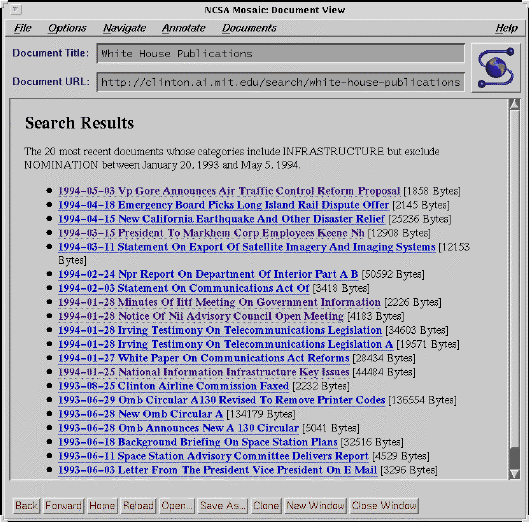 NCSA Mosaic: Document View
File Options Navigate Annotate Documents Help
Document Title: White House Publications
Document URL: http://clinton.ai.mit.edu/search/white-house-publications
Search Results
The 20 most recent documents whose categories include INFRASTRUCTURE but exclude
NOMINATION between January 20, 1993 and May 5, 1994.
1994-05-03 Vp Gore Announces Air Traffic Control Reform Proposal [1858 Bytes]
1994-04-18 Emergency Board Picks Long Island Rail Dispute Offer [2145 Bytes]
1994-04-15 New California Earthquake And Other Disaster Relief [25236 Bytes]
1994-03-15 President To Markhem Corp Employees Keene Nh [12908 Bytes]
1994-03-11 Statement On Export Of Satellite Imagery And Imaging Systems [12153
Bytes]
1994-02-24 Npr Report On Department Of Interior Part A B [50592 Bytes]
1994-02-03 Statement On Communications Act Of [3418 Bytes]
1994-01-28 Minutes Of Iitf Meeting On Government Information [2226 Bytes]
1994-01-28 Notice Of Nii Advisory Council Open Meeting [4183 Bytes]
1994-01-28 Irving Testimony On Telecommunications Legislation [34603 Bytes]
1994-01-28 Irving Testimony On Telecommunications Legislation A [19571 Bytes]
1994-01-27 White Paper On Communications Act Reforms [28434 Bytes]
1994-01-25 National Information Infrastructure Key Issues [44484 Bytes]
1993-08-25 Clinton Airline Commission Faxed [2232 Bytes]
1993-06-29 Omb Circular A130 Revised To Remove Printer Codes [136554 Bytes]
1993-06-28 New Omb Circular A [134179 Bytes]
1993-06-28 Omb Announces New A 130 Circular [5041 Bytes]
1993-06-18 Background Briefing On Space Station Plans [32516 Bytes]
1993-06-11 Space Station Advisory Committee Delivers Report [4529 Bytes]
1993-06-03 Letter From The President Vice President On E Mail [3296 Bytes]
Back Forward Home Reload Open... Save As... Clone New Window Close Window